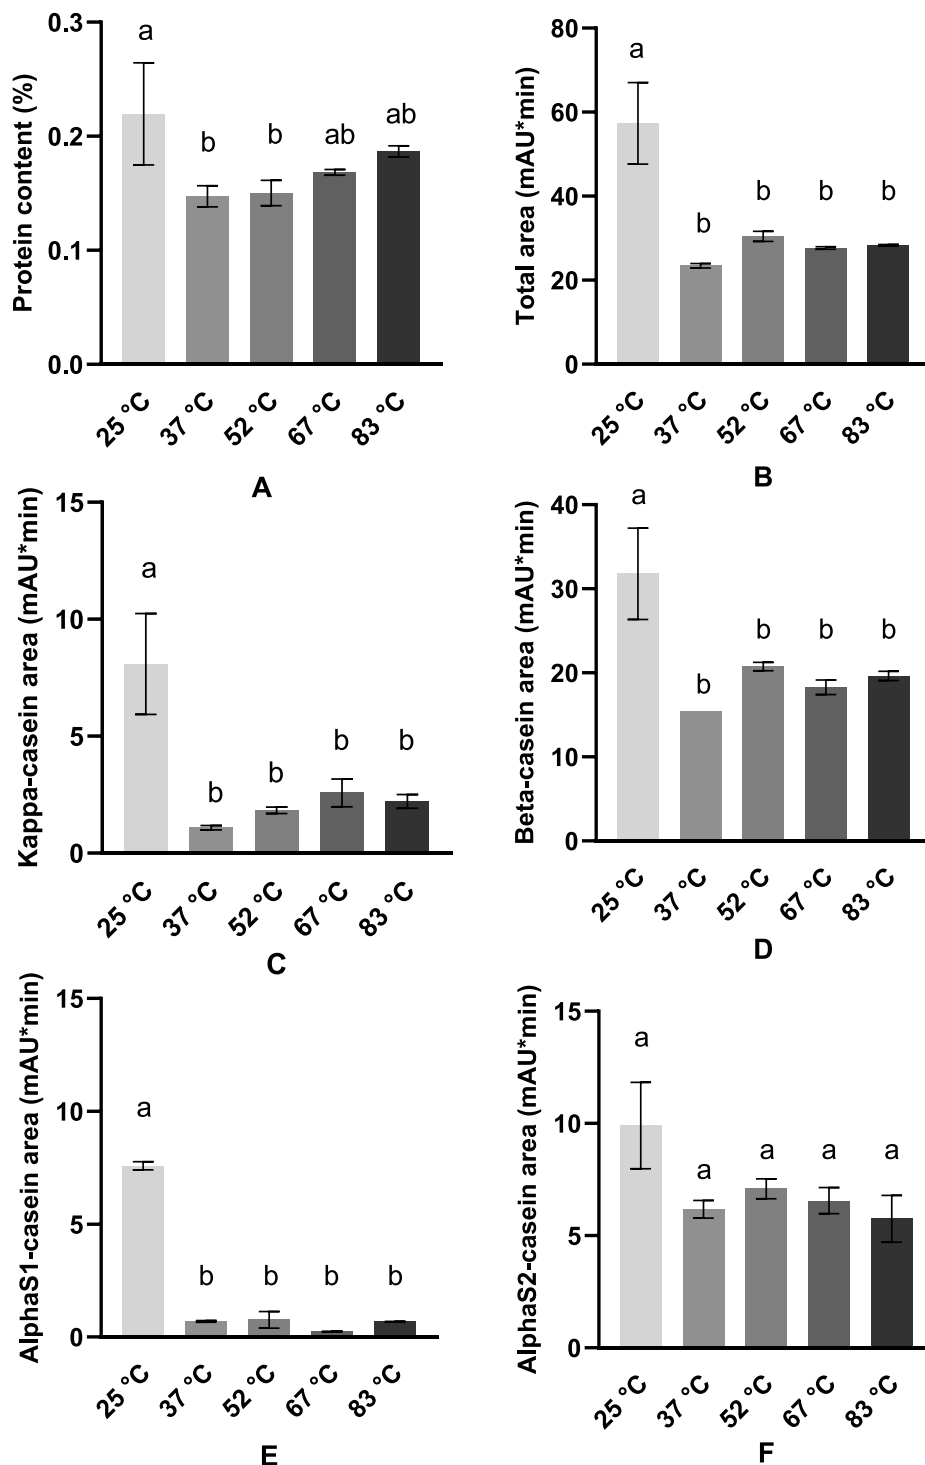 Protein content (%)
0.3
0.2
0.1
0.0
a
b
b
ab
ab
25 °C
37 °C
52 °C
67 °C
83 °C
A
Total area (mAU*min)
80
60
40
20
0
a
b
b
b
b
25 °C
37 °C
52 °C
67 °C
83 °C
B
Kappa-casein area (mAU*min)
15
10
5
0
a
b
b
b
b
25 °C
37 °C
52 °C
67 °C
83 °C
C
Beta-casein area (mAU*min)
40
30
20
10
0
a
b
b
b
b
25 °C
37 °C
52 °C
67 °C
83 °C
D
AlphaS1-casein area (mAU*min)
15
10
5
0
a
b
b
b
b
25 °C
37 °C
52 °C
67 °C
83 °C
E
AlphaS2-casein area (mAU*min)
15
10
5
0
a
a
a
a
a
25 °C
37 °C
52 °C
67 °C
83 °C
F